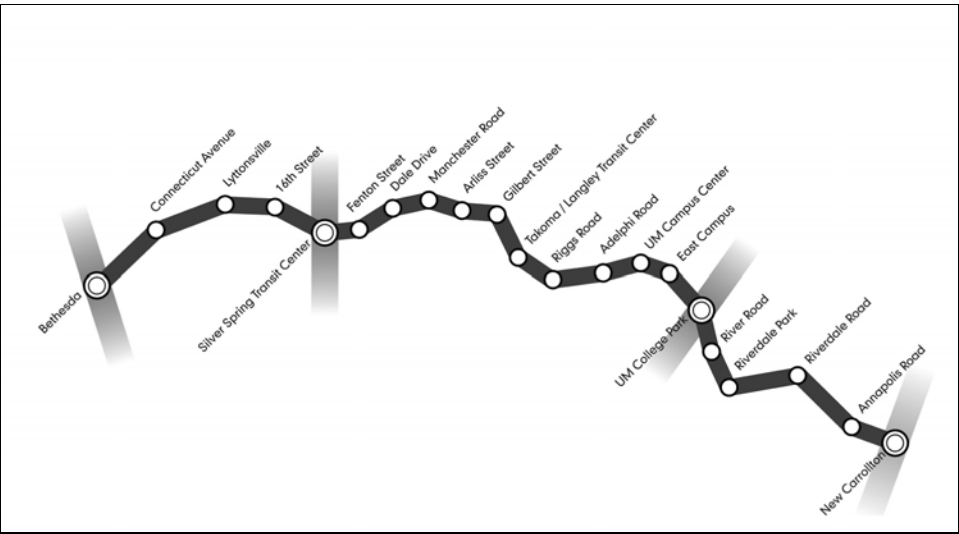 Bethesda
Connecticut Avenue
Lyttonsville
16th Street
Silver Spring Transit Center
Fenton Street
Dale Drive
Manchester Road
Arliss Street
Gilbert Street
Takoma / Langley Transit Center
Riggs Road
Adelphi Road
UM Campus Center
East Campus
UM College Park
River Road
Riverdale Park
Riverdale Road
Annapolis Road
New Carrollton